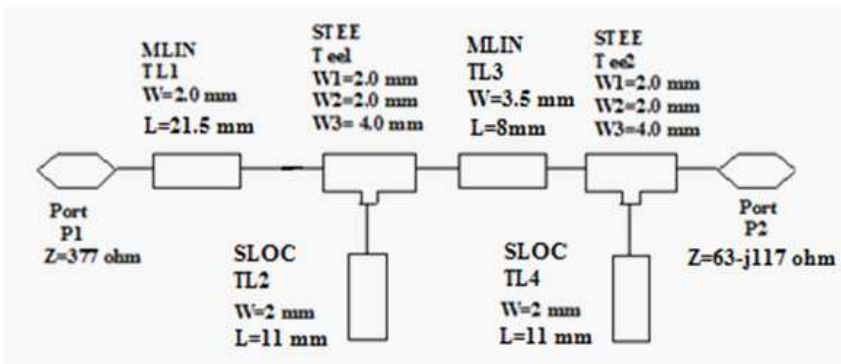 MLIN
TL1
W=2.0 mm
L=21.5 mm
STEE
Tee1
W1=2.0 mm
W2=2.0 mm
W3= 4.0 mm
MLIN
TL3
W=3.5 mm
L=8mm
STEE
Tee2
W1=2.0 mm
W2=2.0 mm
W3=4.0 mm
Port
P1
Z=377 ohm
SLOC
TL2
W=2 mm
L=11 mm
SLOC
TL4
W=2 mm
L=11 mm
Port
P2
Z=63-j117 ohm